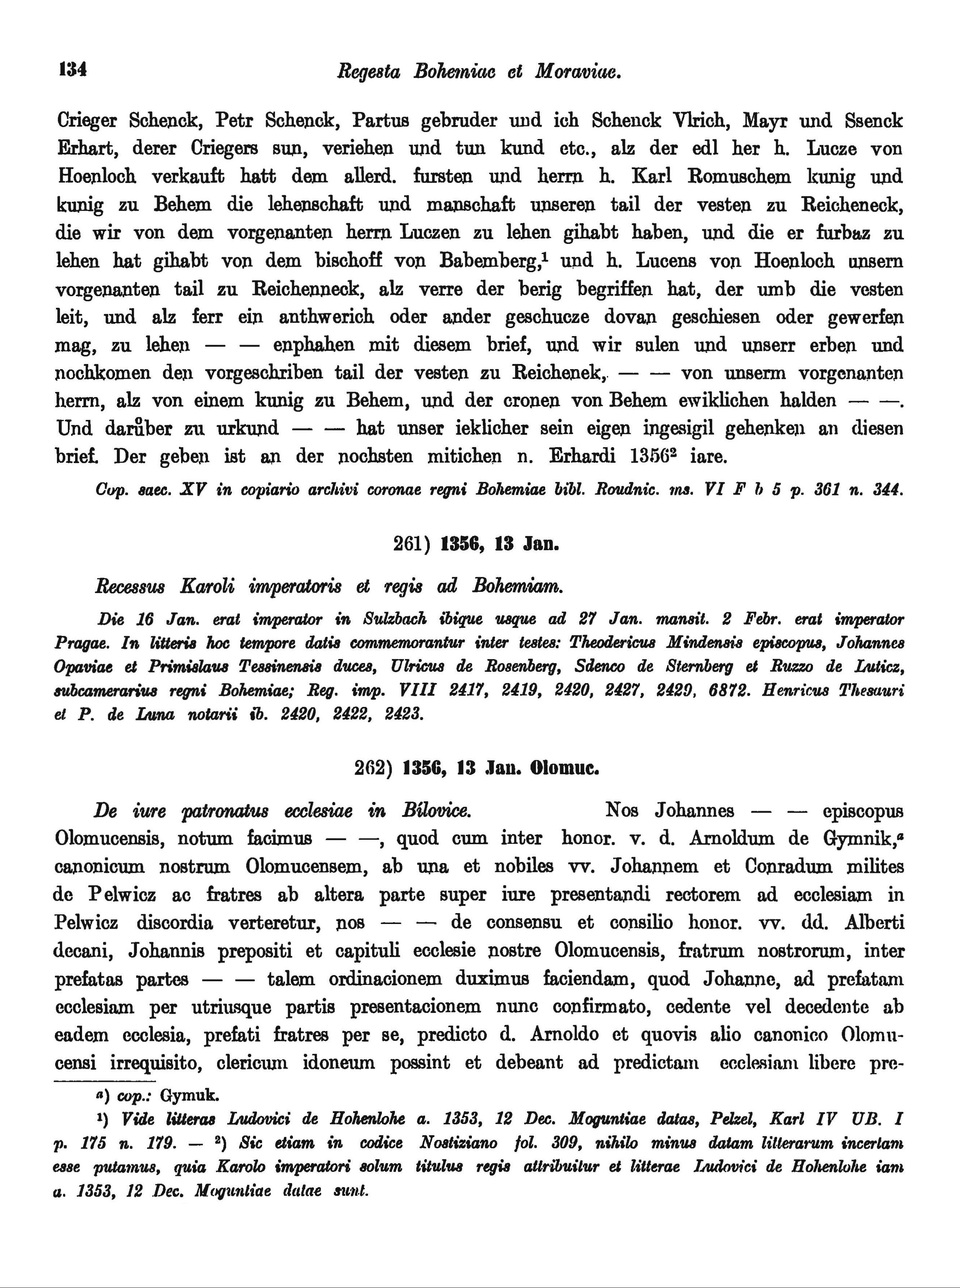 134 Regesta Bohemiae et Moraviae.
Crieger Schenck, Petr Schenck, Partus gebruder und ich Schenck Vlrich, Mayr und Ssenck
Erhart, derer Criegers sun, veriehen und tun kund etc., alz der edl her h. Lucze von
Hoenloch verkauft hatt dem allerd. fursten und herrn h. Karl Romuschem kunig und
kunig zu Behem die lehenschaft und manschaft unseren tail der vesten zu Reicheneck,
die wir von dem vorgenanten herrn Luczen zu lehen gihabt haben, und die er furbaz zu
lehen hat gihabt von dem bischoff von Babemberg,¹ und h. Lucens von Hoenloch unsern
vorgenanten tail zu Reichenneck, alz verre der berig begriffen hat, der umb die vesten
leit, und alz ferr ein anthwerich oder ander geschucze dovan geschiesen oder gewerfen
mag, zu lehen — — enphahen mit diesem brief, und wir sulen und unserr erben und
nochkomen den vorgeschriben tail der vesten zu Reichenek, — — von unserm vorgenanten
herrn, alz von einem kunig zu Behem, und der cronen von Behem ewiklichen halden — —.
Und darůber zu urkund — — hat unser ieklicher sein eigen ingesigil gehenken an diesen
brief. Der geben ist an der nochsten mitichen n. Erhardi 1356² iare.
Cop. saec. XV in copiario archivi coronae regni Bohemiae bibl. Roudnic. ms. VI F b 5 p. 361 n. 344.
261) 1356, 13 Jan.
Recessus Karoli imperatoris et regis ad Bohemiam.
Die 16 Jan. erat imperator in Sulzbach ibique usque ad 27 Jan. mansit. 2 Febr. erat imperator
Pragae. In litteris hoc tempore datis commemorantur inter testes: Theodericus Mindensis episcopus, Johannes
Opaviae et Primislaus Tessinensis duces, Ulricus de Rosenberg, Sdenco de Sternberg et Ruzzo de Luticz,
subcamerarius regni Bohemiae; Reg. imp. VIII 2417, 2419, 2420, 2427, 2429, 6872. Henricus Thesauri
et P. de Luna notarii ib. 2420, 2422, 2423.
262) 1356, 13 Jan. Olomuc.
De iure patronatus ecclesiae in Bílovice. Nos Johannes — — episcopus
Olomucensis, notum facimus — —, quod cum inter honor. v. d. Arnoldum de Gymnik,ᵃ
canonicum nostrum Olomucensem, ab una et nobiles vv. Johannem et Conradum milites
de Pelwicz ac fratres ab altera parte super iure presentandi rectorem ad ecclesiam in
Pelwicz discordia verteretur, nos — — de consensu et consilio honor. vv. dd. Alberti
decani, Johannis prepositi et capituli ecclesie nostre Olomucensis, fratrum nostrorum, inter
prefatas partes — — talem ordinacionem duximus faciendam, quod Johanne, ad prefatam
ecclesiam per utriusque partis presentacionem nunc confirmato, cedente vel decedente ab
eadem ecclesia, prefati fratres per se, predicto d. Arnoldo et quovis alio canonico Olomu-
censi irrequisito, clericum idoneum possint et debeant ad predictam ecclesiam libere pre-
ᵃ) cop.: Gymuk.
¹) Vide litteras Ludovici de Hohenlohe a. 1353, 12 Dec. Moguntiae datas, Pelzel, Karl IV UB. I
p. 175 n. 179. — ²) Sic etiam in codice Nostiziano fol. 309, nihilo minus datam litterarum incertam
esse putamus, quia Karolo imperatori solum titulus regis attribuitur et litterae Ludovici de Hohenlohe iam
a. 1353, 12 Dec. Moguntiae datae sunt.